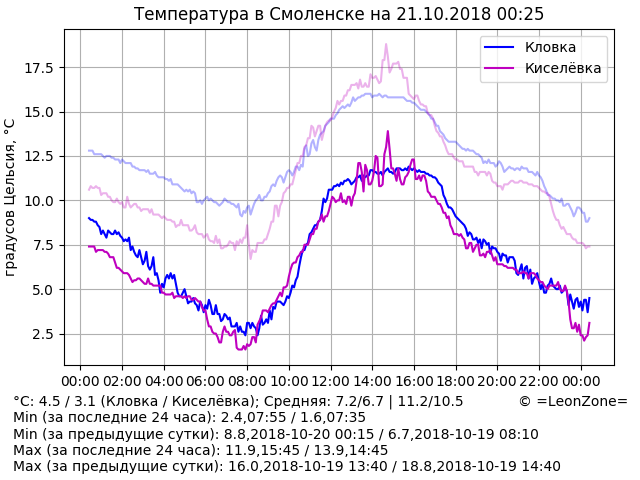 Температура в Смоленске на 21.10.2018 00:25
градусов Цельсия, °C
17.5
15.0
12.5
10.0
7.5
5.0
2.5
Кловка
Киселёвка
00:00 02:00 04:00 06:00 08:00 10:00 12:00 14:00 16:00 18:00 20:00 22:00 00:00
°C: 4.5 / 3.1 (Кловка / Киселёвка); Средняя: 7.2/6.7 | 11.2/10.5 © =LeonZone=
Min (за последние 24 часа): 2.4,07:55 / 1.6,07:35
Min (за предыдущие сутки): 8.8,2018-10-20 00:15 / 6.7,2018-10-19 08:10
Max (за последние 24 часа): 11.9,15:45 / 13.9,14:45
Max (за предыдущие сутки): 16.0,2018-10-19 13:40 / 18.8,2018-10-19 14:40